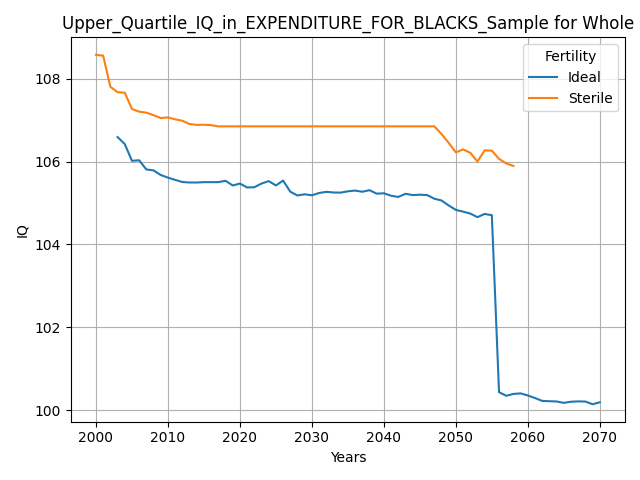 Upper_Quartile_IQ_in_EXPENDITURE_FOR_BLACKS_Sample for Whole
Fertility
Ideal
Sterile
108
106
104
102
100
IQ
2000 2010 2020 2030 2040 2050 2060 2070
Years